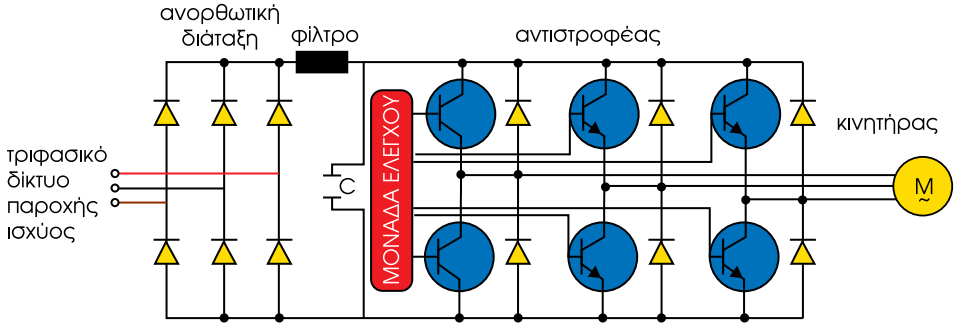 ανορθωτική
διάταξη
φίλτρο
αντιστροφέας
κινητήρας
τριφασικό
δίκτυο
παροχής
ισχύος
C
ΜΟΝΑΔΑ ΕΛΕΓΧΟΥ
M
~